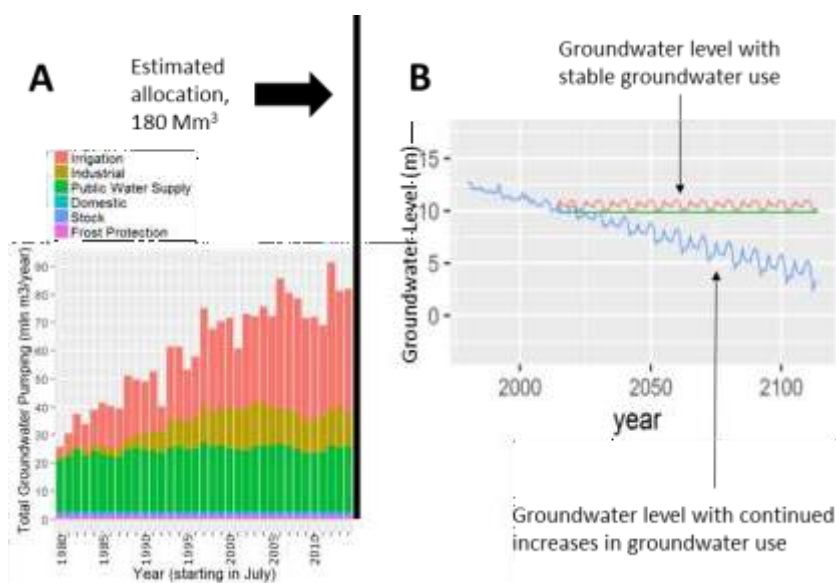 A
Estimated
allocation,
180 Mm³
Irrigation
Industrial
Public Water Supply
Domestic
Stock
Frost Protection
Total Groundwater Pumping (mln m3/year)
90
80
70
60
50
40
30
20
10
0
1980
1985
1990
1995
2000
2005
2010
Year (starting in July)
B
Groundwater level with
stable groundwater use
Groundwater Level (m)
15
10
5
0
2000
2050
2100
year
Groundwater level with continued
increases in groundwater use